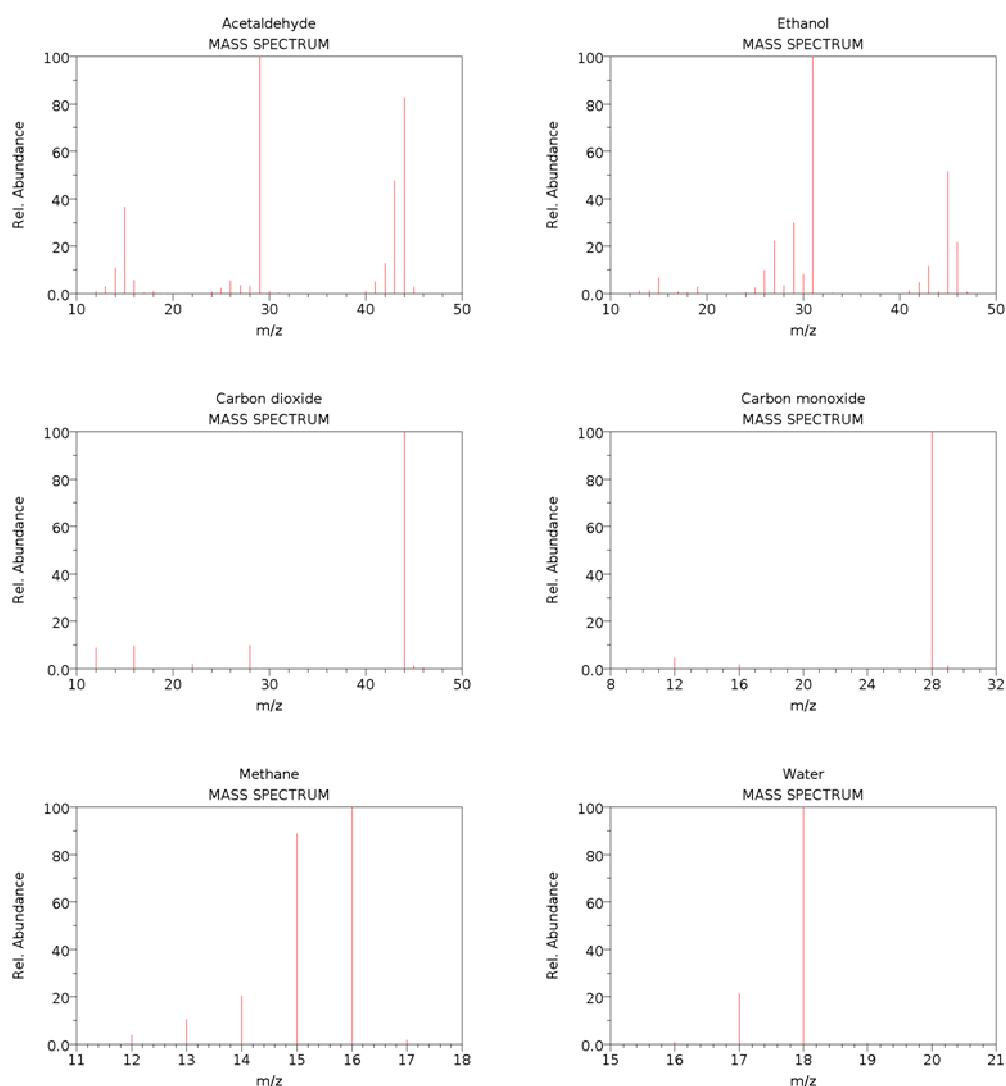 Acetaldehyde
MASS SPECTRUM
100
80
60
40
20
0.0
Rel. Abundance
10 20 30 40 50
m/z
Ethanol
MASS SPECTRUM
100
80
60
40
20
0.0
Rel. Abundance
10 20 30 40 50
m/z
Carbon dioxide
MASS SPECTRUM
100
80
60
40
20
0.0
Rel. Abundance
10 20 30 40 50
m/z
Carbon monoxide
MASS SPECTRUM
100
80
60
40
20
0.0
Rel. Abundance
8 12 16 20 24 28 32
m/z
Methane
MASS SPECTRUM
100
80
60
40
20
0.0
Rel. Abundance
11 12 13 14 15 16 17 18
m/z
Water
MASS SPECTRUM
100
80
60
40
20
0.0
Rel. Abundance
15 16 17 18 19 20 21
m/z